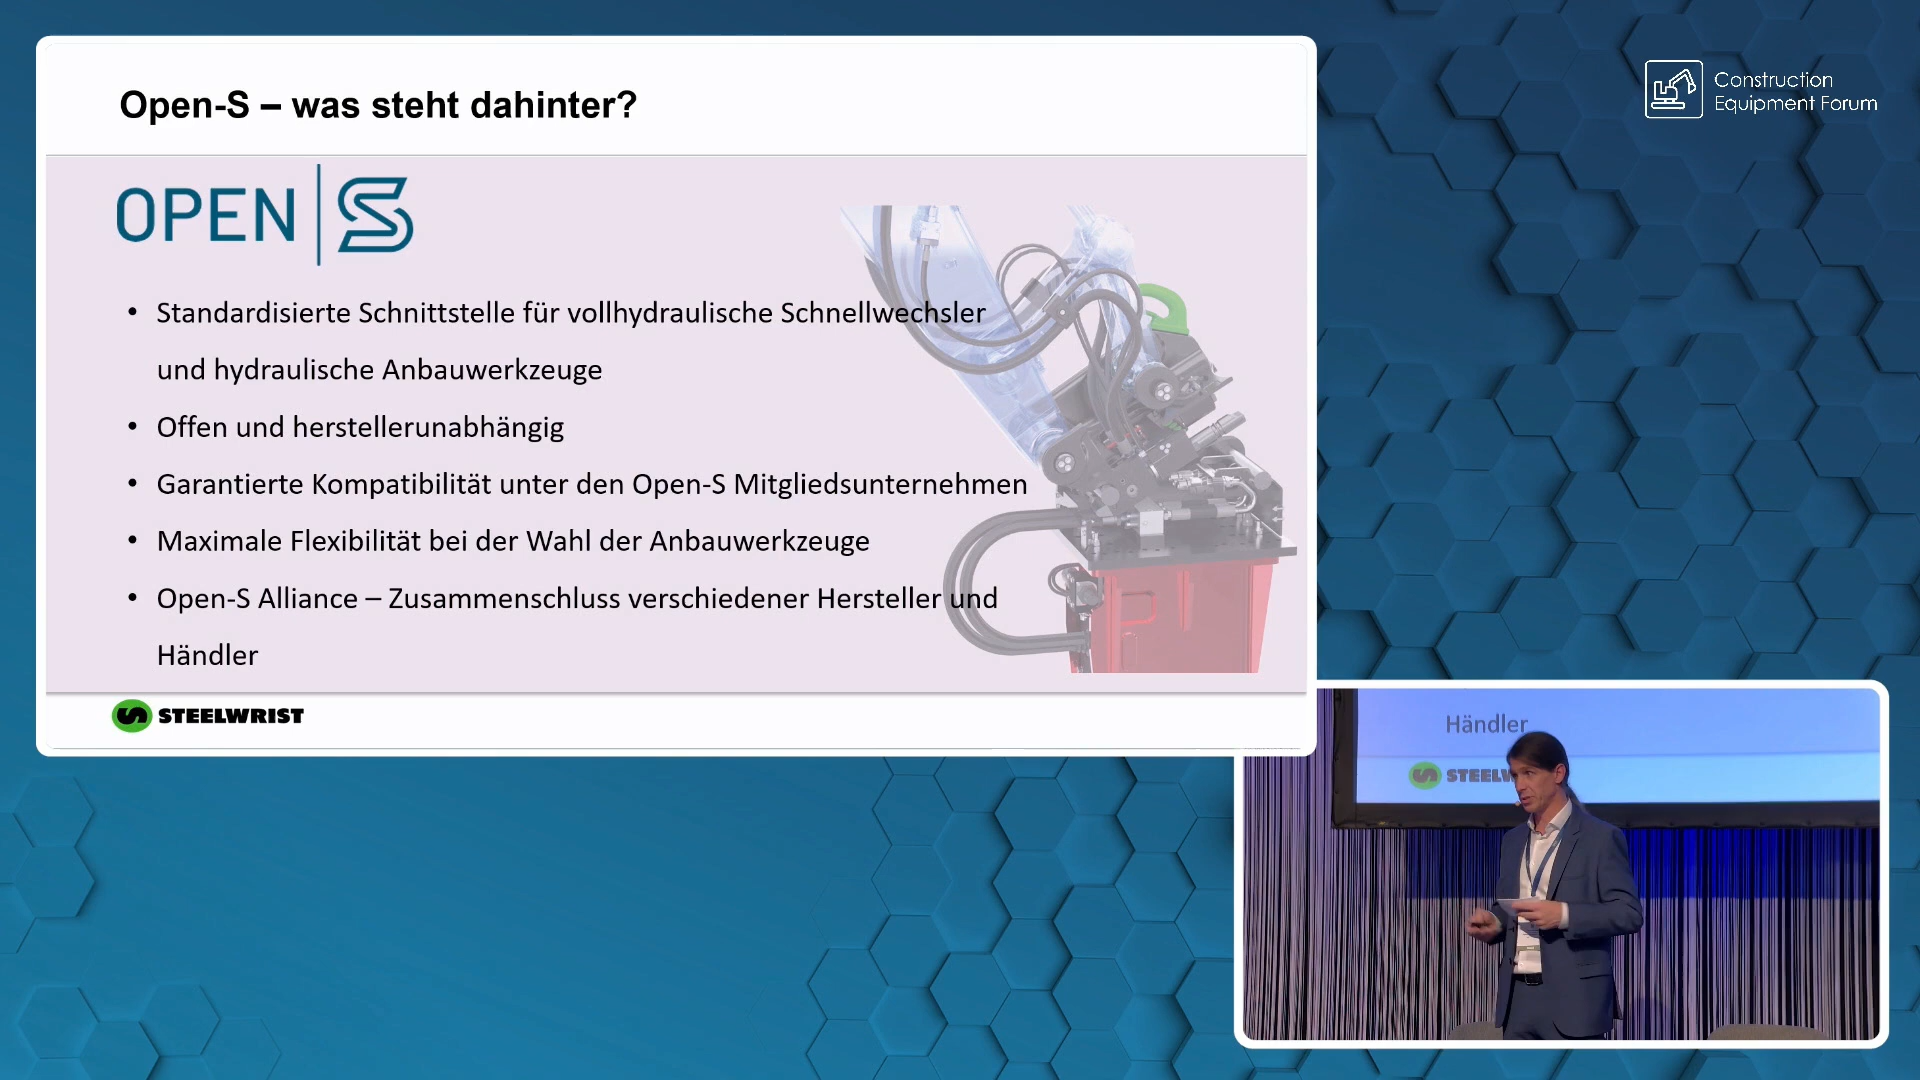 Open-S – was steht dahinter?
OPEN S
• Standardisierte Schnittstelle für vollhydraulische Schnellwechsler
und hydraulische Anbauwerkzeuge
• Offen und herstellerunabhängig
• Garantierte Kompatibilität unter den Open-S Mitgliedsunternehmen
• Maximale Flexibilität bei der Wahl der Anbauwerkzeuge
• Open-S Alliance – Zusammenschluss verschiedener Hersteller und
Händler
STEELWRIST
Construction
Equipment Forum
Händler
STEELW